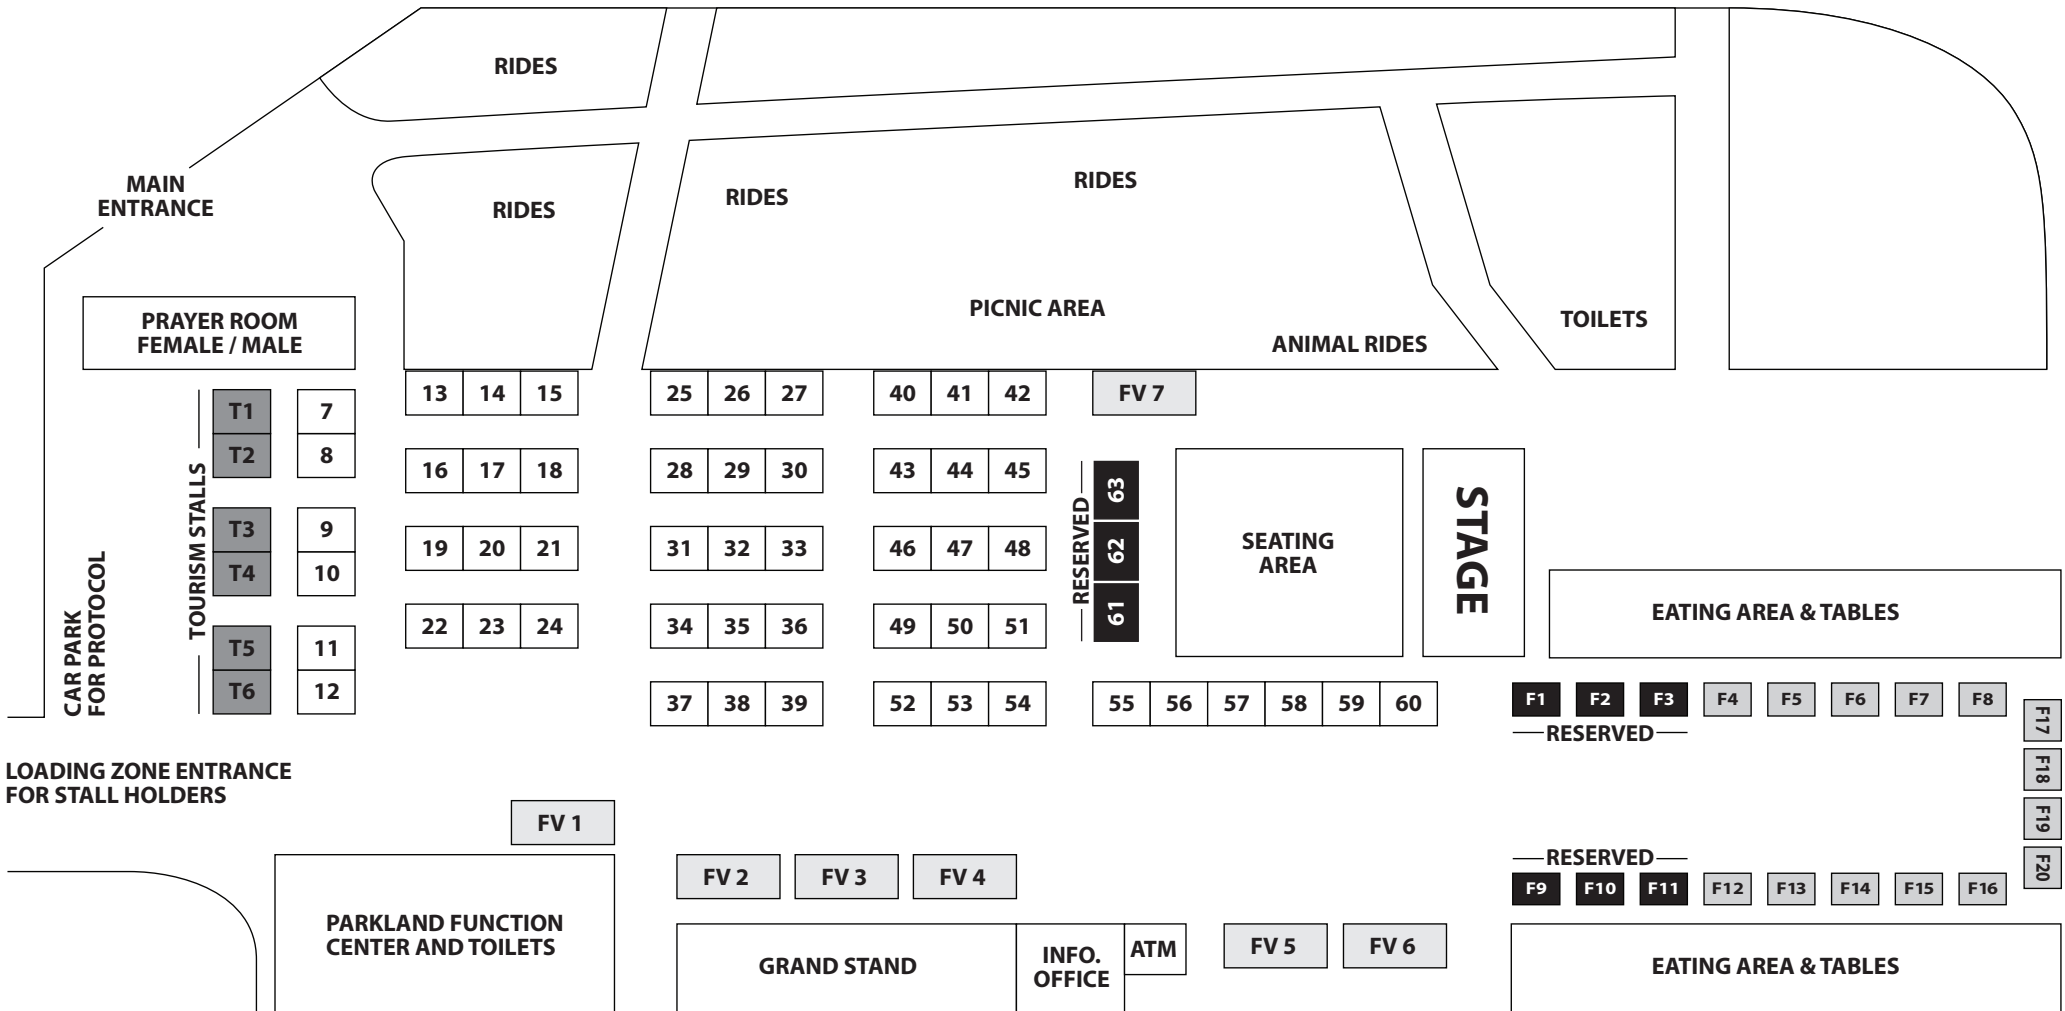 RIDES
MAIN
ENTRANCE
RIDES
RIDES
RIDES
PICNIC AREA
ANIMAL RIDES
TOILETS
PRAYER ROOM
FEMALE / MALE
CAR PARK
FOR PROTOCOL
TOURISM STALLS
T1
T2
T3
T4
T5
T6
7
8
9
10
11
12
13 14 15
16 17 18
19 20 21
22 23 24
25 26 27
28 29 30
31 32 33
34 35 36
37 38 39
40 41 42
43 44 45
46 47 48
49 50 51
52 53 54
FV 7
RESERVED
63
62
61
SEATING
AREA
STAGE
55 56 57 58 59 60
EATING AREA & TABLES
F1 F2 F3 F4 F5 F6 F7 F8
RESERVED
F17
F18
F19
F20
RESERVED
F9 F10 F11 F12 F13 F14 F15 F16
EATING AREA & TABLES
LOADING ZONE ENTRANCE
FOR STALL HOLDERS
FV 1
PARKLAND FUNCTION
CENTER AND TOILETS
FV 2 FV 3 FV 4
GRAND STAND
INFO.
OFFICE
ATM
FV 5 FV 6